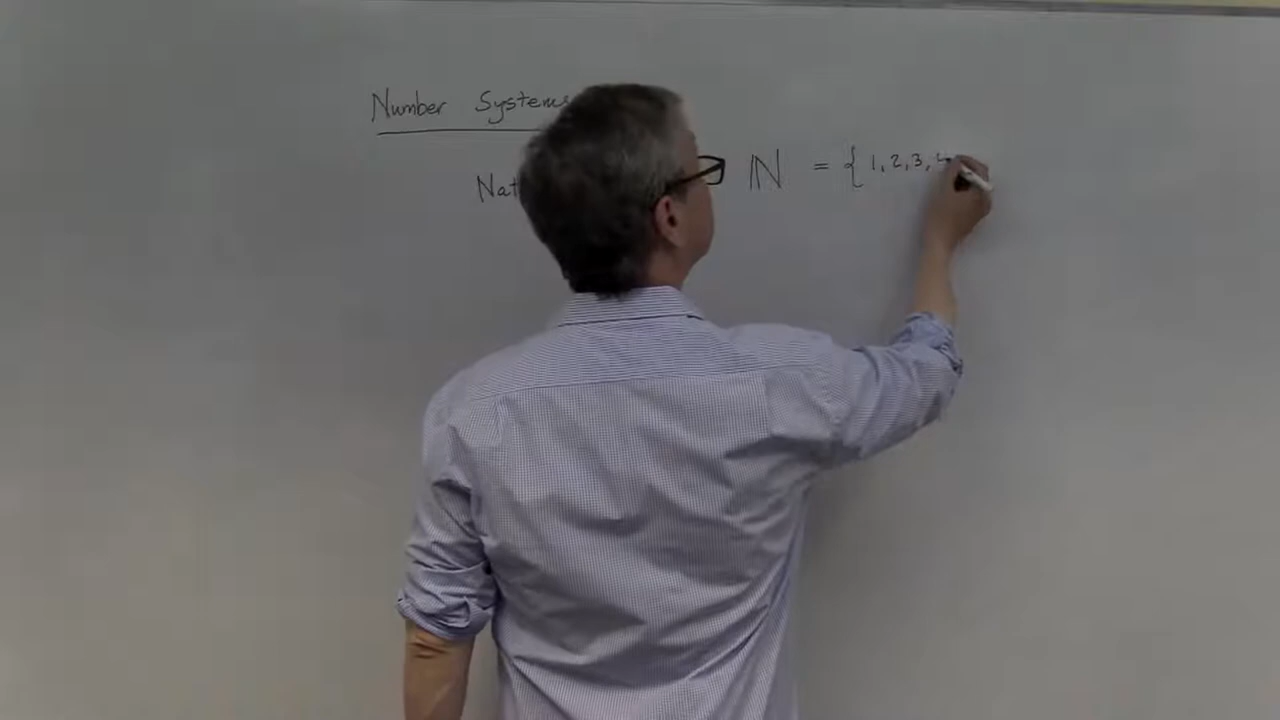 Number Systems
Nat ℕ = { 1, 2, 3, 4